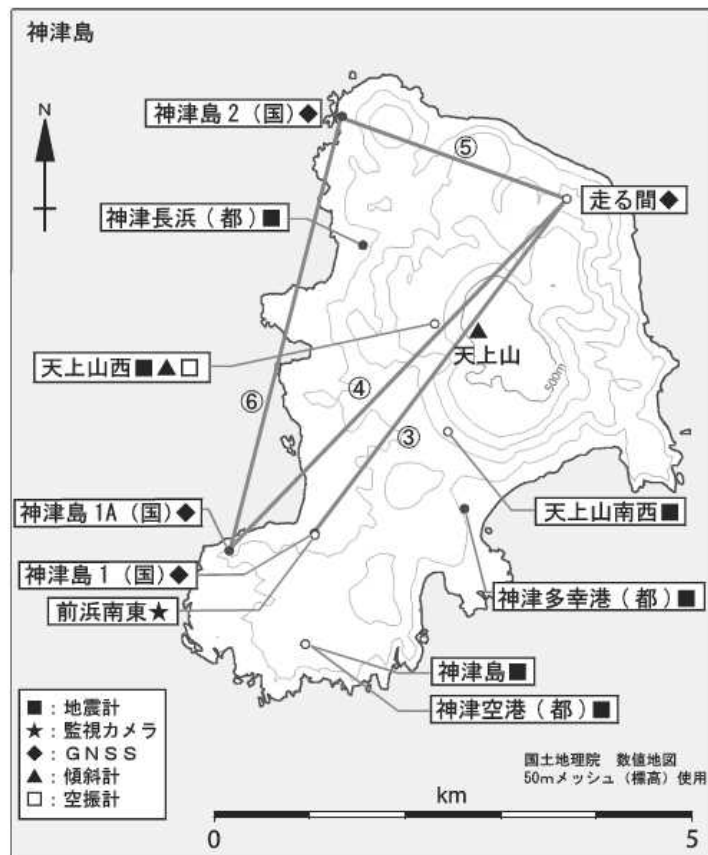 神津島
N
神津島2（国）◆
⑤
走る間◆
神津長浜（都）■
天上山西■▲□
天上山
500m
⑥
④
③
神津島1A（国）◆
天上山南西■
神津島1（国）◆
前浜南東★
神津多幸港（都）■
神津島■
神津空港（都）■
■：地震計
★：監視カメラ
◆：GNSS
▲：傾斜計
□：空振計
国土地理院　数値地図
50mメッシュ（標高）使用
km
0 5